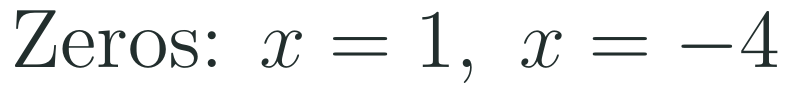 Zeros: x = 1, x = −4